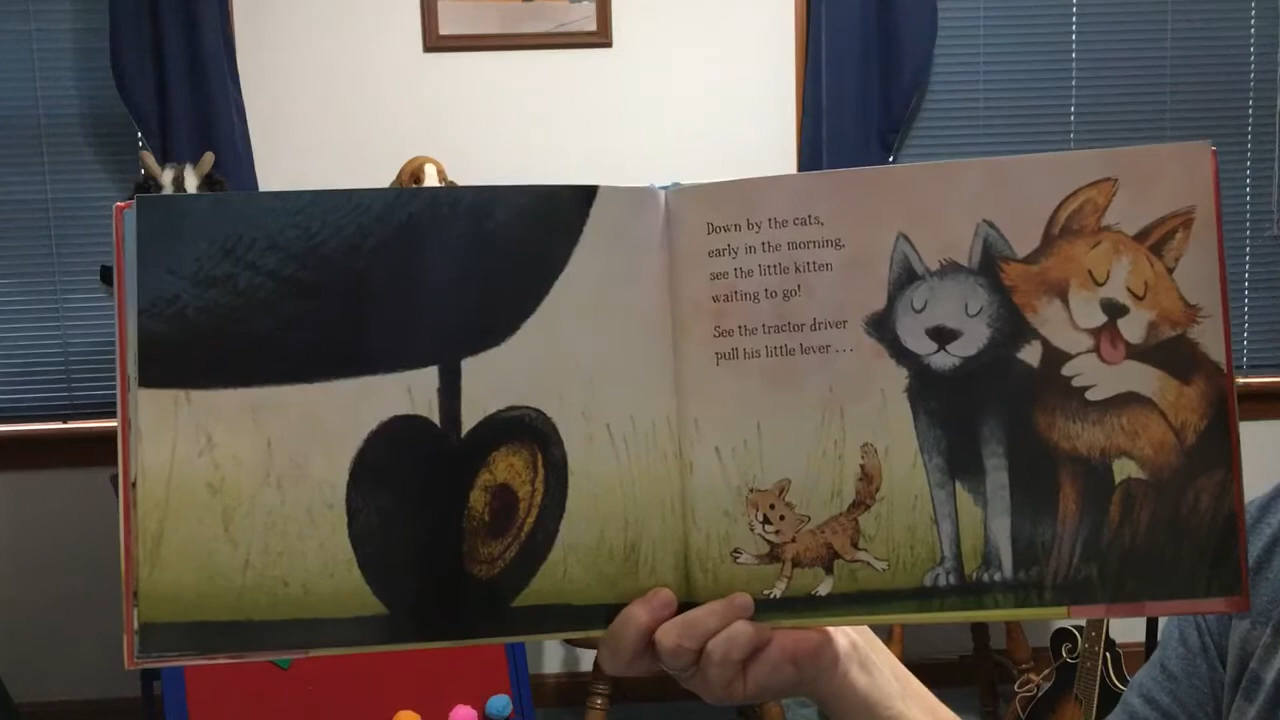 Down by the cats,
early in the morning,
see the little kitten
waiting to go!
See the tractor driver
pull his little lever . . .